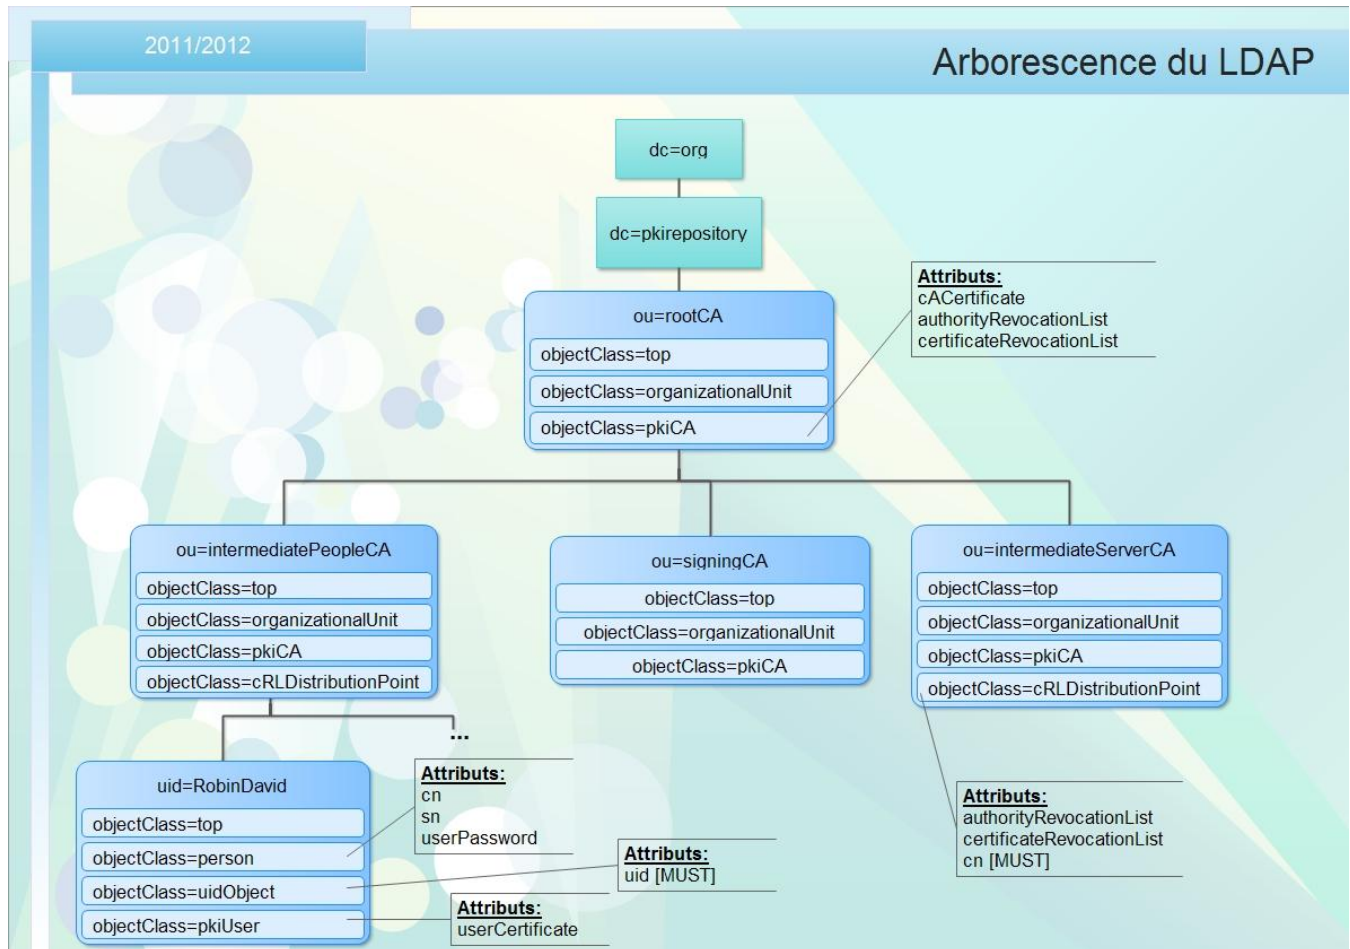 2011/2012
Arborescence du LDAP
dc=org
dc=pkirepository
Attributs:
cACertificate
authorityRevocationList
certificateRevocationList
ou=rootCA
objectClass=top
objectClass=organizationalUnit
objectClass=pkiCA
ou=intermediatePeopleCA
objectClass=top
objectClass=organizationalUnit
objectClass=pkiCA
objectClass=cRLDistributionPoint
ou=signingCA
objectClass=top
objectClass=organizationalUnit
objectClass=pkiCA
ou=intermediateServerCA
objectClass=top
objectClass=organizationalUnit
objectClass=pkiCA
objectClass=cRLDistributionPoint
...
uid=RobinDavid
objectClass=top
objectClass=person
objectClass=uidObject
objectClass=pkiUser
Attributs:
cn
sn
userPassword
Attributs:
uid [MUST]
Attributs:
userCertificate
Attributs:
authorityRevocationList
certificateRevocationList
cn [MUST]